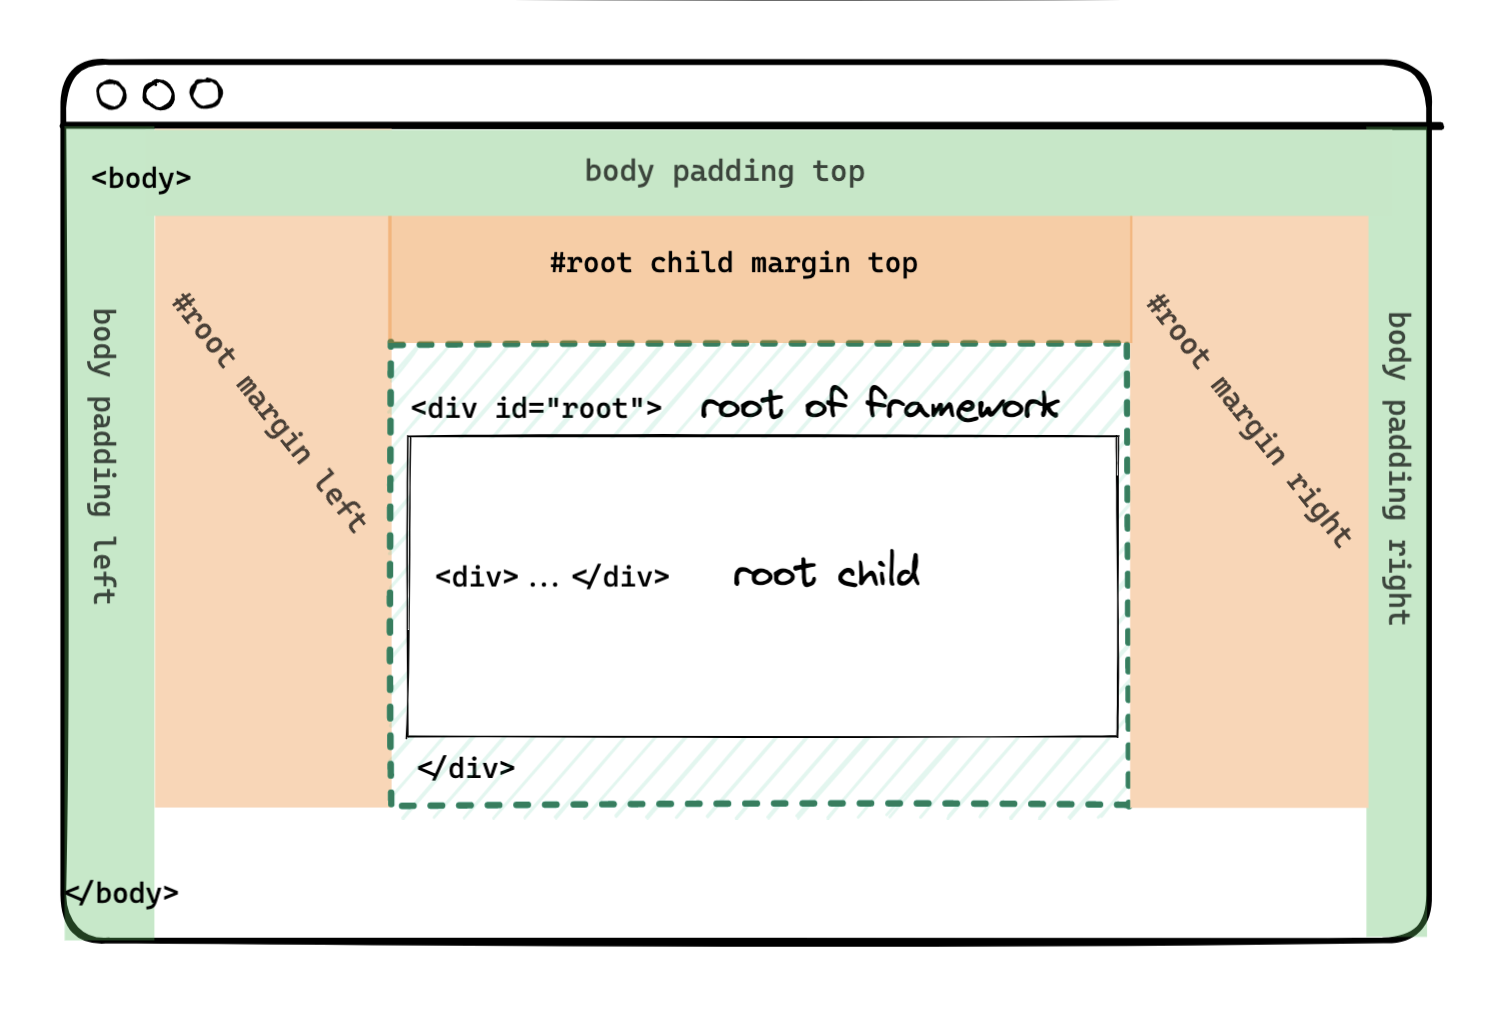 <body>
body padding top
#root child margin top
body padding left
#root margin left
#root margin right
body padding right
<div id="root"> root of framework
<div>...</div> root child
</div>
</body>